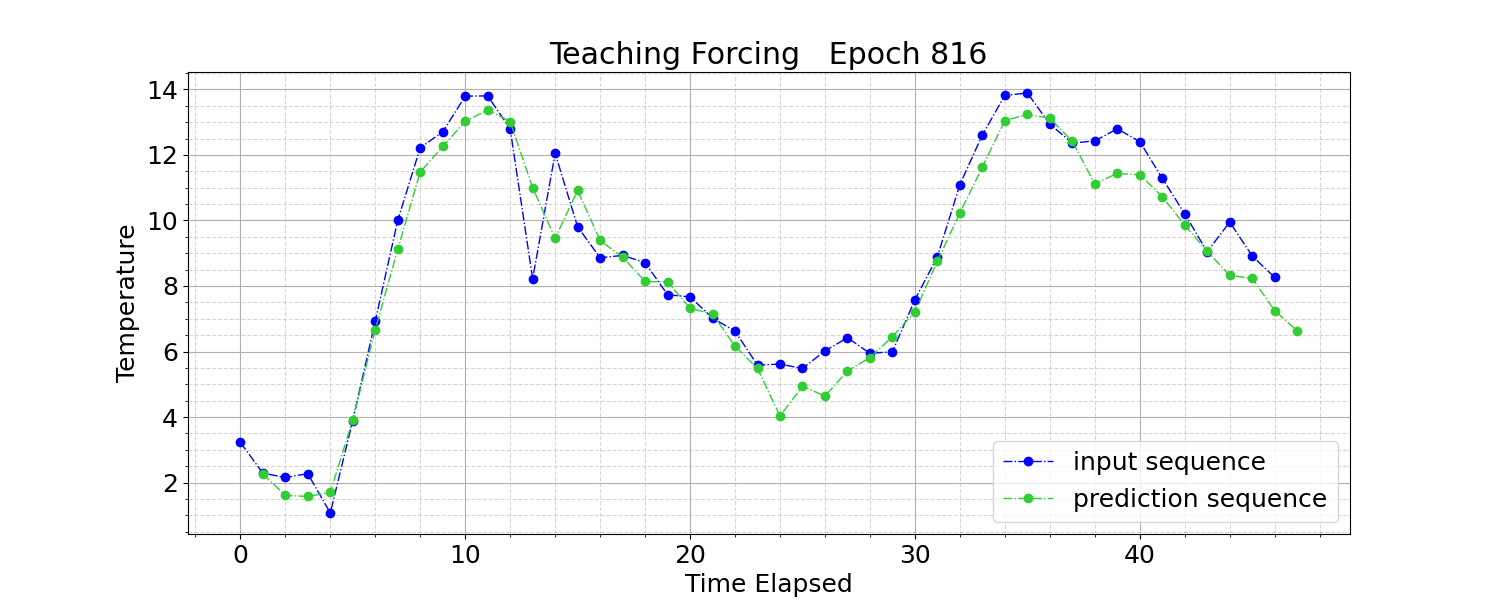 Teaching Forcing   Epoch 816
14
12
10
8
6
4
2
Temperature
input sequence
prediction sequence
0 10 20 30 40
Time Elapsed